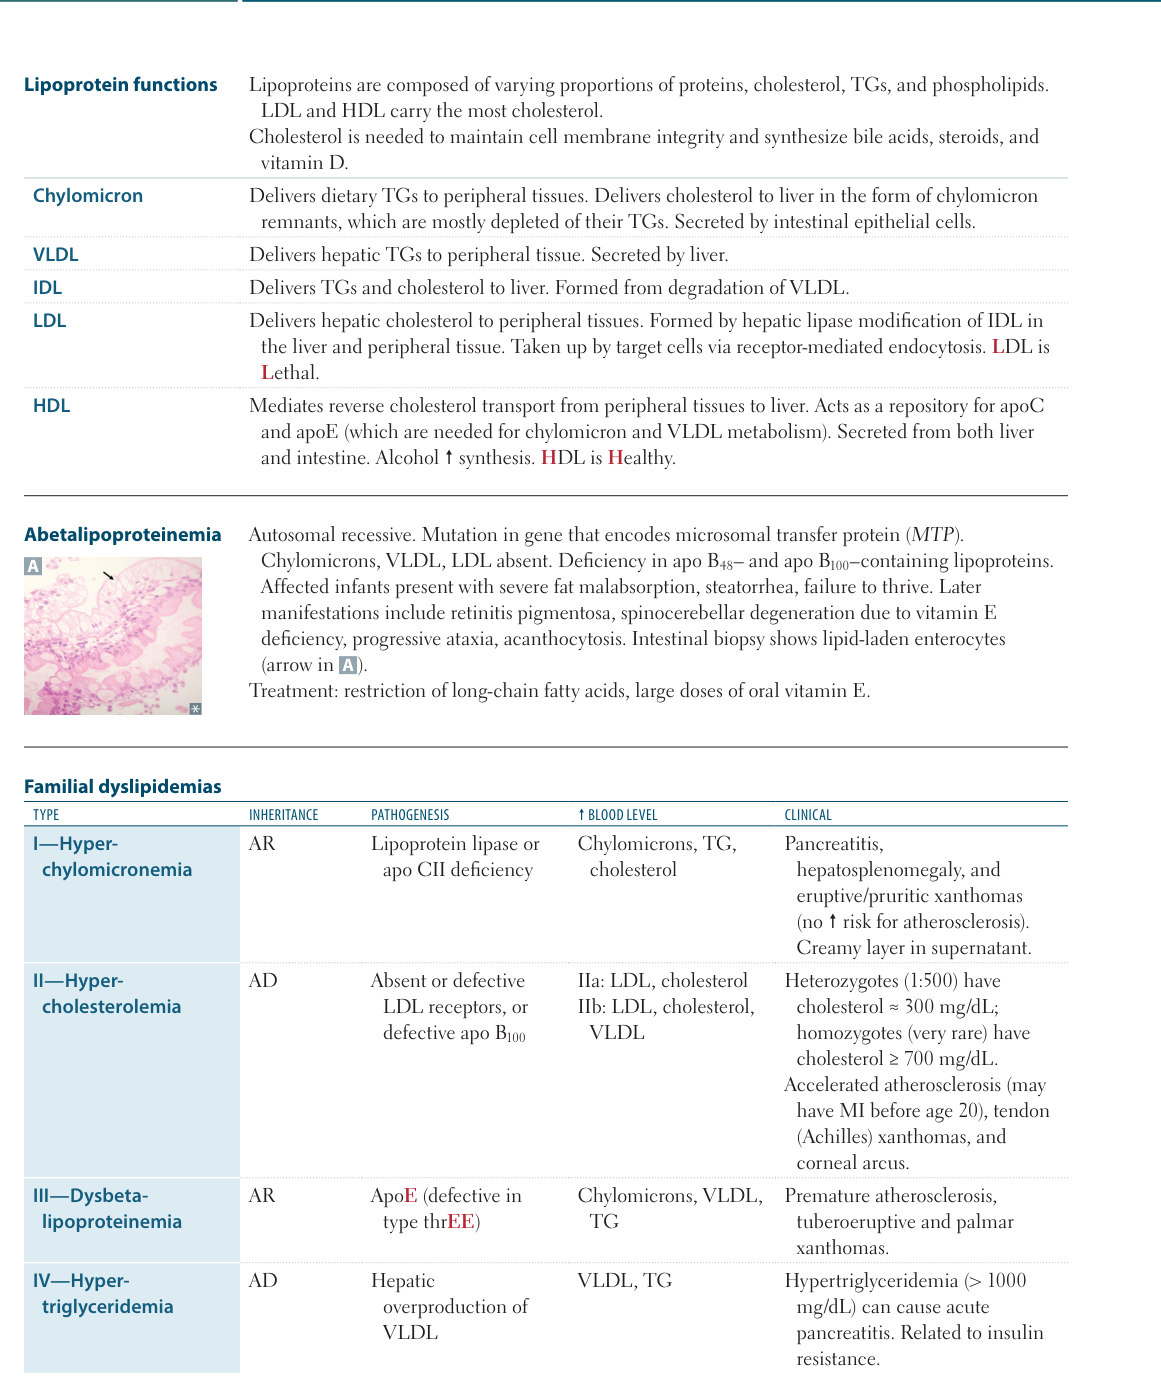 Lipoprotein functions
Lipoproteins are composed of varying proportions of proteins, cholesterol, TGs, and phospholipids.
LDL and HDL carry the most cholesterol.
Cholesterol is needed to maintain cell membrane integrity and synthesize bile acids, steroids, and
vitamin D.
Chylomicron
Delivers dietary TGs to peripheral tissues. Delivers cholesterol to liver in the form of chylomicron
remnants, which are mostly depleted of their TGs. Secreted by intestinal epithelial cells.
VLDL
Delivers hepatic TGs to peripheral tissue. Secreted by liver.
IDL
Delivers TGs and cholesterol to liver. Formed from degradation of VLDL.
LDL
Delivers hepatic cholesterol to peripheral tissues. Formed by hepatic lipase modification of IDL in
the liver and peripheral tissue. Taken up by target cells via receptor-mediated endocytosis. LDL is
Lethal.
HDL
Mediates reverse cholesterol transport from peripheral tissues to liver. Acts as a repository for apoC
and apoE (which are needed for chylomicron and VLDL metabolism). Secreted from both liver
and intestine. Alcohol ↑ synthesis. HDL is Healthy.
Abetalipoproteinemia
A
Autosomal recessive. Mutation in gene that encodes microsomal transfer protein (MTP).
Chylomicrons, VLDL, LDL absent. Deficiency in apo B48– and apo B100–containing lipoproteins.
Affected infants present with severe fat malabsorption, steatorrhea, failure to thrive. Later
manifestations include retinitis pigmentosa, spinocerebellar degeneration due to vitamin E
deficiency, progressive ataxia, acanthocytosis. Intestinal biopsy shows lipid-laden enterocytes
(arrow in A).
Treatment: restriction of long-chain fatty acids, large doses of oral vitamin E.
Familial dyslipidemias
TYPE
INHERITANCE
PATHOGENESIS
↑ BLOOD LEVEL
CLINICAL
I—Hyper-
chylomicronemia
AR
Lipoprotein lipase or
apo CII deficiency
Chylomicrons, TG,
cholesterol
Pancreatitis,
hepatosplenomegaly, and
eruptive/pruritic xanthomas
(no ↑ risk for atherosclerosis).
Creamy layer in supernatant.
II—Hyper-
cholesterolemia
AD
Absent or defective
LDL receptors, or
defective apo B100
IIa: LDL, cholesterol
IIb: LDL, cholesterol,
VLDL
Heterozygotes (1:500) have
cholesterol ≈ 300 mg/dL;
homozygotes (very rare) have
cholesterol ≥ 700 mg/dL.
Accelerated atherosclerosis (may
have MI before age 20), tendon
(Achilles) xanthomas, and
corneal arcus.
III—Dysbeta-
lipoproteinemia
AR
ApoE (defective in
type thrEE)
Chylomicrons, VLDL,
TG
Premature atherosclerosis,
tuberoeruptive and palmar
xanthomas.
IV—Hyper-
triglyceridemia
AD
Hepatic
overproduction of
VLDL
VLDL, TG
Hypertriglyceridemia (> 1000
mg/dL) can cause acute
pancreatitis. Related to insulin
resistance.